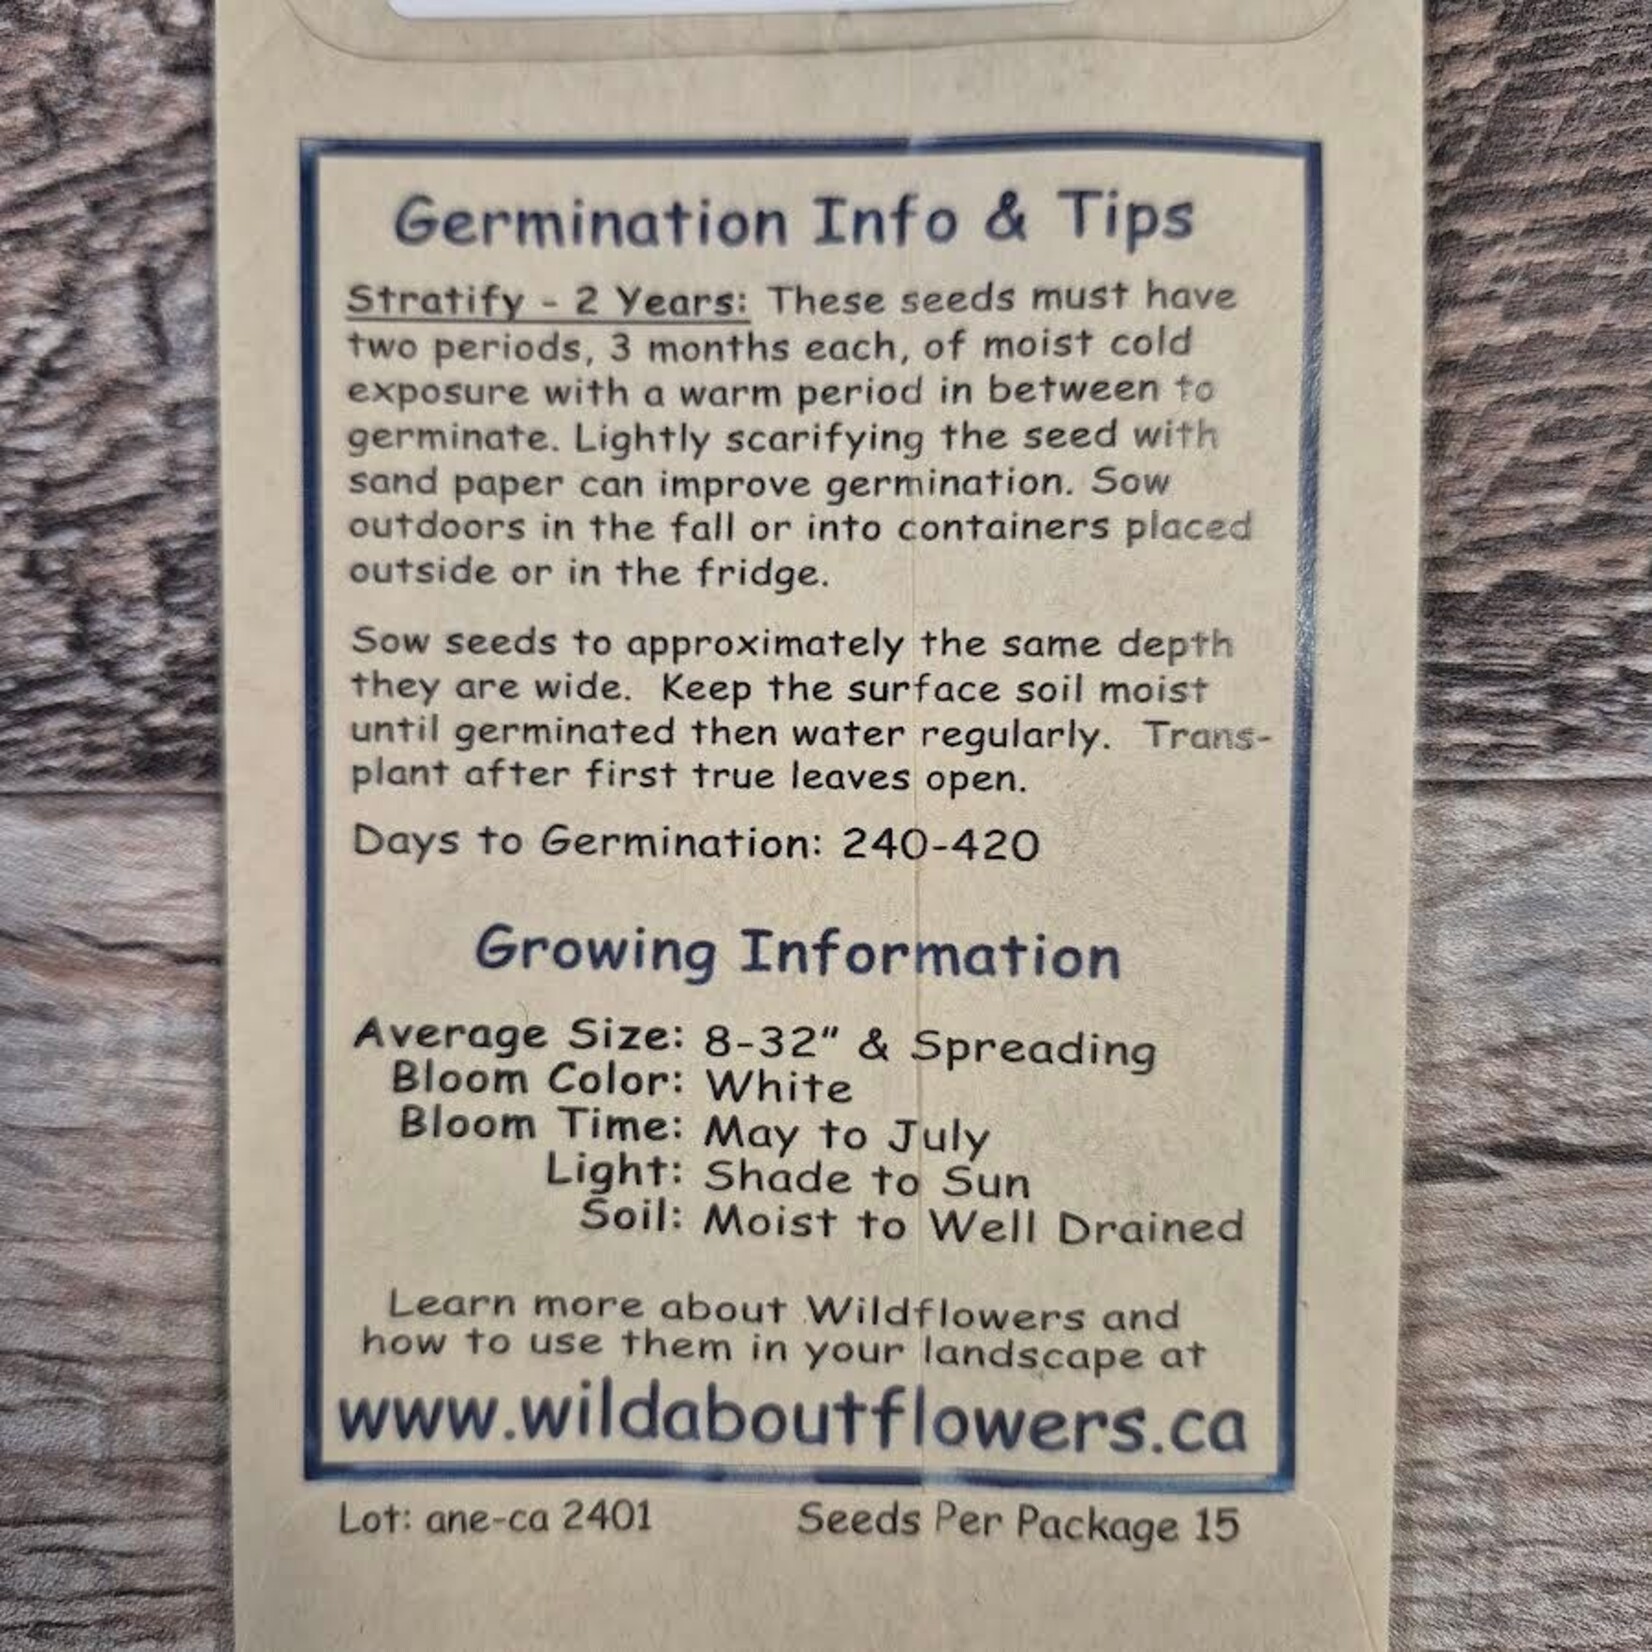 Germination Info & Tips
Stratify - 2 Years: These seeds must have
two periods, 3 months each, of moist cold
exposure with a warm period in between to
germinate. Lightly scarifying the seed with
sand paper can improve germination. Sow
outdoors in the fall or into containers placed
outside or in the fridge.
Sow seeds to approximately the same depth
they are wide. Keep the surface soil moist
until germinated then water regularly. Trans-
plant after first true leaves open.
Days to Germination: 240-420
Growing Information
Average Size: 8-32" & Spreading
Bloom Color: White
Bloom Time: May to July
Light: Shade to Sun
Soil: Moist to Well Drained
Learn more about Wildflowers and
how to use them in your landscape at
www.wildaboutflowers.ca
Lot: ane-ca 2401 Seeds Per Package 15